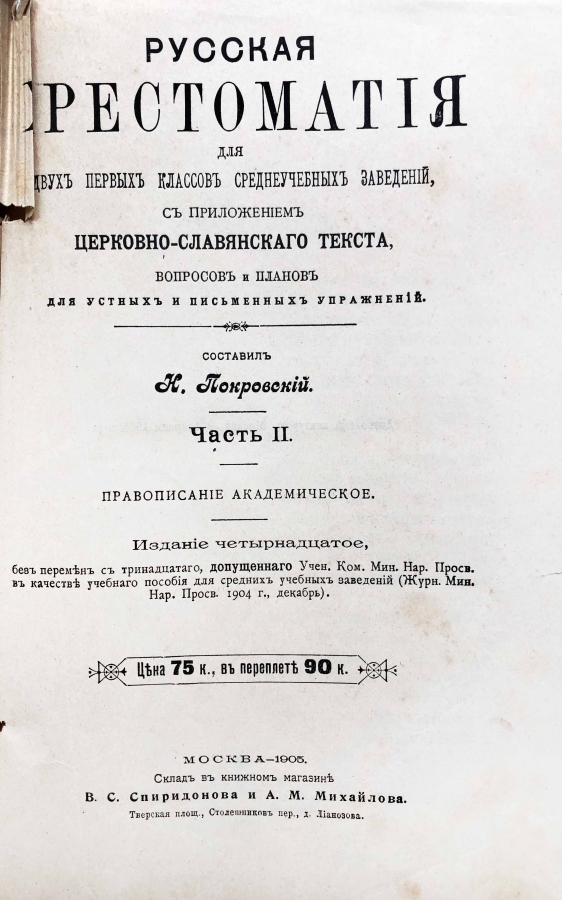 РУССКАЯ
РЕСТОМАТІЯ
ДЛЯ
ДВУХЪ ПЕРВЫХЪ КЛАССОВЪ СРЕДНЕУЧЕБНЫХЪ ЗАВЕДЕНІЙ,
СЪ ПРИЛОЖЕНІЕМЪ
ЦЕРКОВНО-СЛАВЯНСКАГО ТЕКСТА,
ВОПРОСОВЪ и ПЛАНОВЪ
ДЛЯ УСТНЫХЪ И ПИСЬМЕННЫХЪ УПРАЖНЕНІЙ.
СОСТАВИЛЪ
Н. Покровскій.
Часть II.
ПРАВОПИСАНІЕ АКАДЕМИЧЕСКОЕ.
Изданіе четырнадцатое,
безъ перемѣнъ съ тринадцатаго, допущеннаго Учен. Ком. Мин. Нар. Просв.
въ качествѣ учебнаго пособія для среднихъ учебныхъ заведеній (Журн. Мин.
Нар. Просв. 1904 г., декабрь).
Цѣна 75 к., въ переплетѣ 90 к.
МОСКВА—1905.
Складъ въ книжномъ магазинѣ
В. С. Спиридонова и А. М. Михайлова.
Тверская площ., Столешниковъ пер., д. Ліанозова.